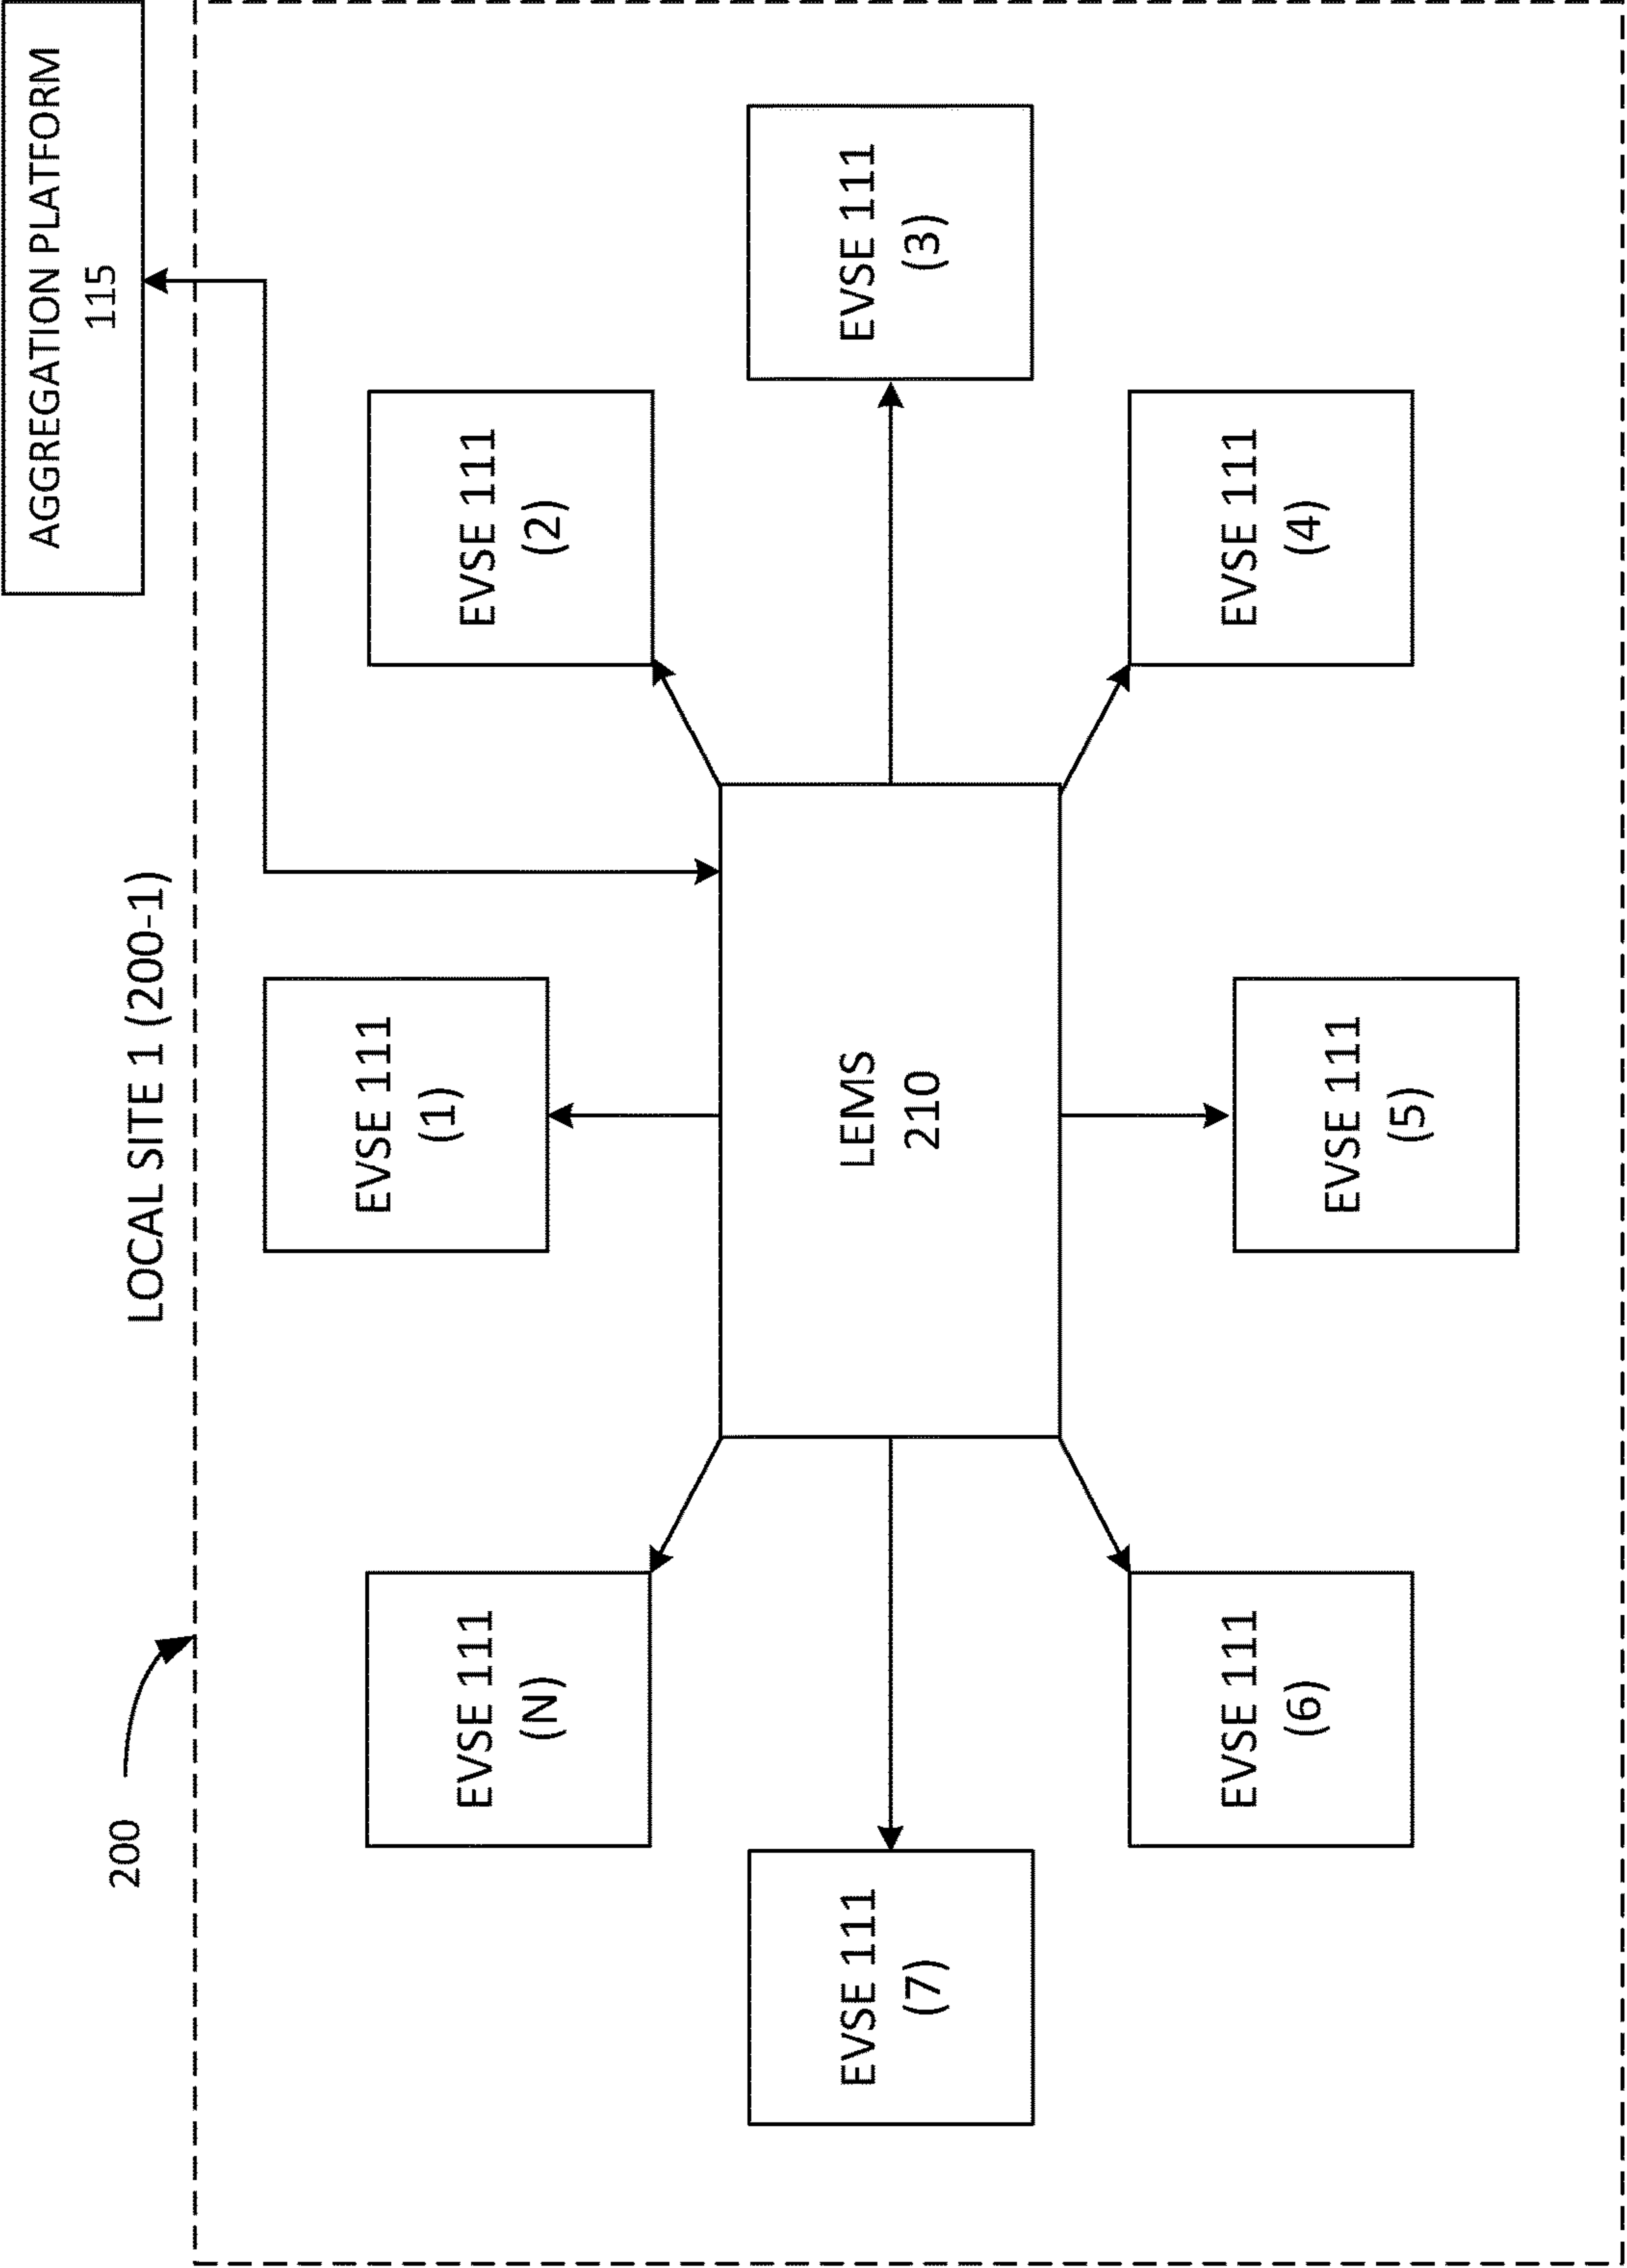 AGGREGATION PLATFORM
115
LOCAL SITE 1 (200-1)
200
EVSE 111
(1)
EVSE 111
(2)
EVSE 111
(3)
EVSE 111
(4)
EVSE 111
(5)
EVSE 111
(6)
EVSE 111
(7)
EVSE 111
(N)
LEMS
210